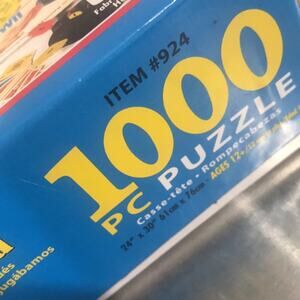 ITEM #924
1000
PC PUZZLE
Casse-tête · Rompecabezas
24" x 30" 61cm x 76cm · AGES 12+
jugábamos